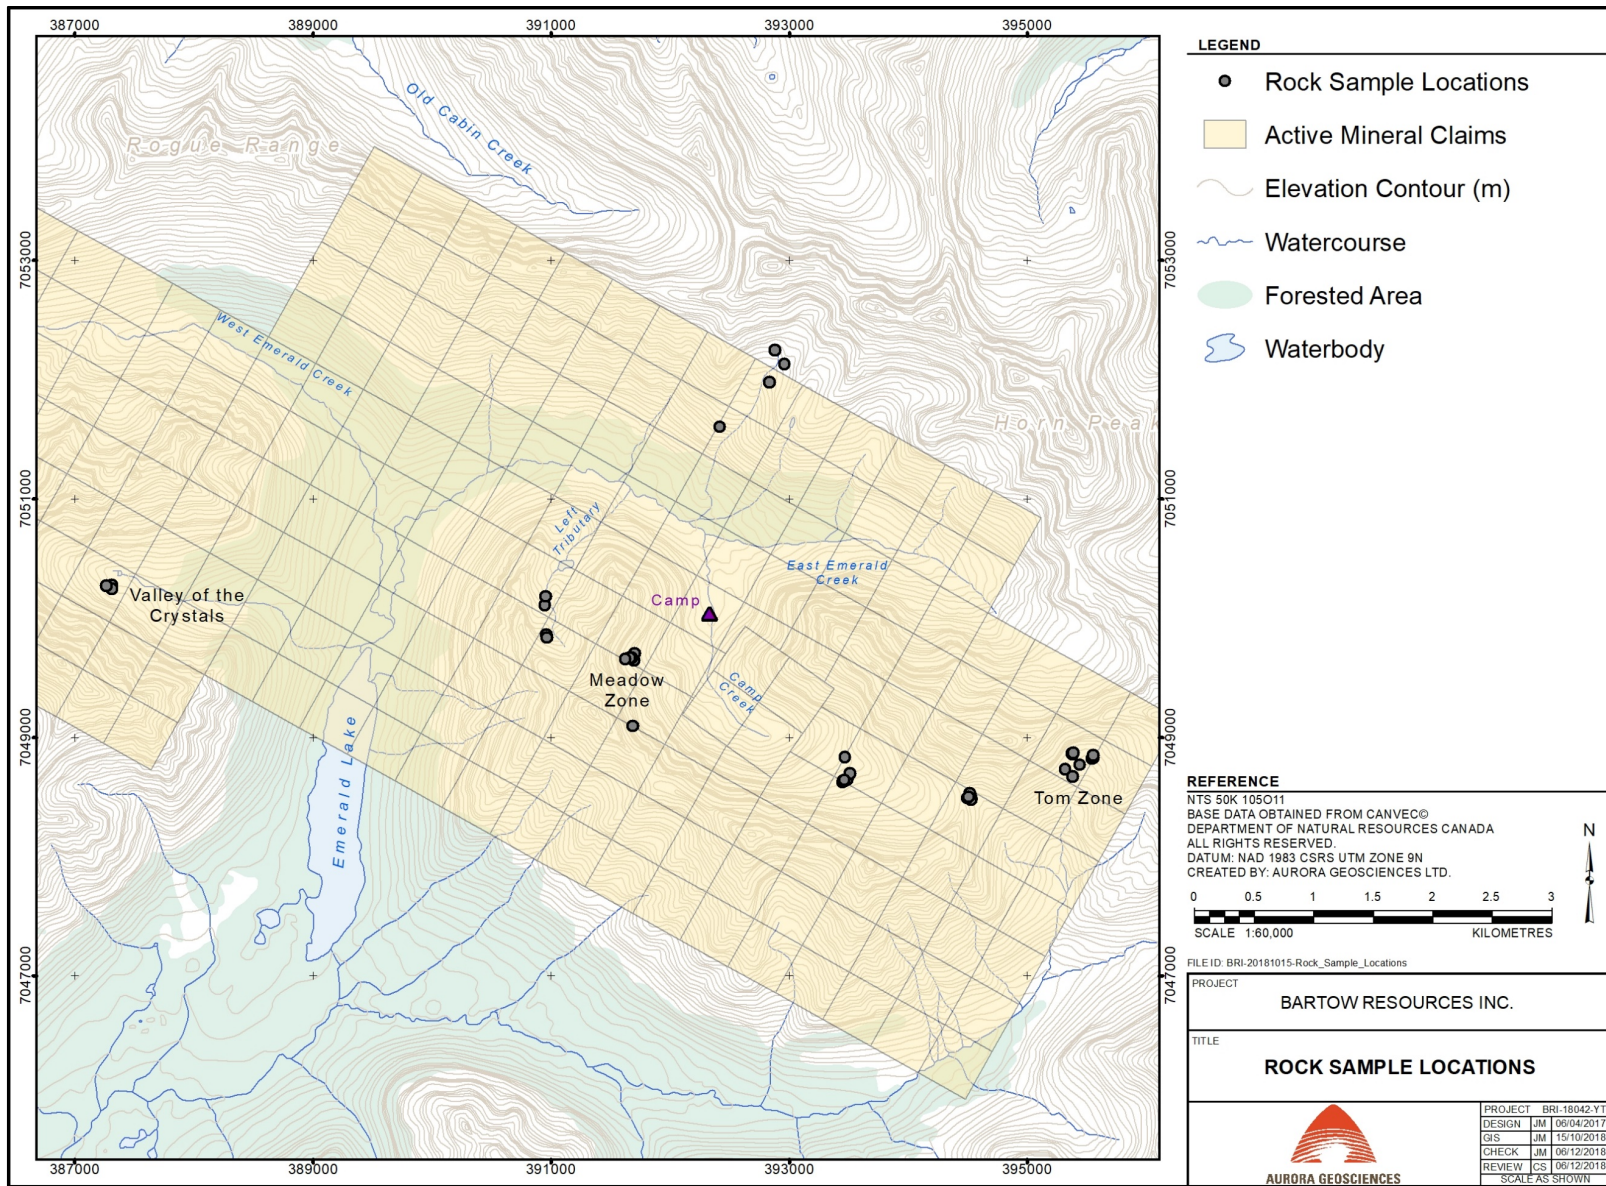 387000
389000
391000
393000
395000
LEGEND
Rock Sample Locations
Active Mineral Claims
Elevation Contour (m)
Watercourse
Forested Area
Waterbody
Old Cabin Creek
Rogue Range
7053000
7053000
West Emerald Creek
Horn Peak
7051000
7051000
Left
Tributary
East Emerald
Creek
Valley of the
Crystals
Camp
Meadow
Zone
Camp
Creek
7049000
7049000
Emerald Lake
Tom Zone
REFERENCE
NTS 50K 105O11
BASE DATA OBTAINED FROM CANVEC©
DEPARTMENT OF NATURAL RESOURCES CANADA
ALL RIGHTS RESERVED.
DATUM: NAD 1983 CSRS UTM ZONE 9N
CREATED BY: AURORA GEOSCIENCES LTD.
N
0 0.5 1 1.5 2 2.5 3
SCALE 1:60,000 KILOMETRES
7047000
7047000
FILE ID: BRI-20181015-Rock_Sample_Locations
PROJECT
BARTOW RESOURCES INC.
TITLE
ROCK SAMPLE LOCATIONS
AURORA GEOSCIENCES
PROJECT BRI-18042-YT
DESIGN JM 06/04/2017
GIS JM 15/10/2018
CHECK JM 06/12/2018
REVIEW CS 06/12/2018
SCALE AS SHOWN
387000
389000
391000
393000
395000